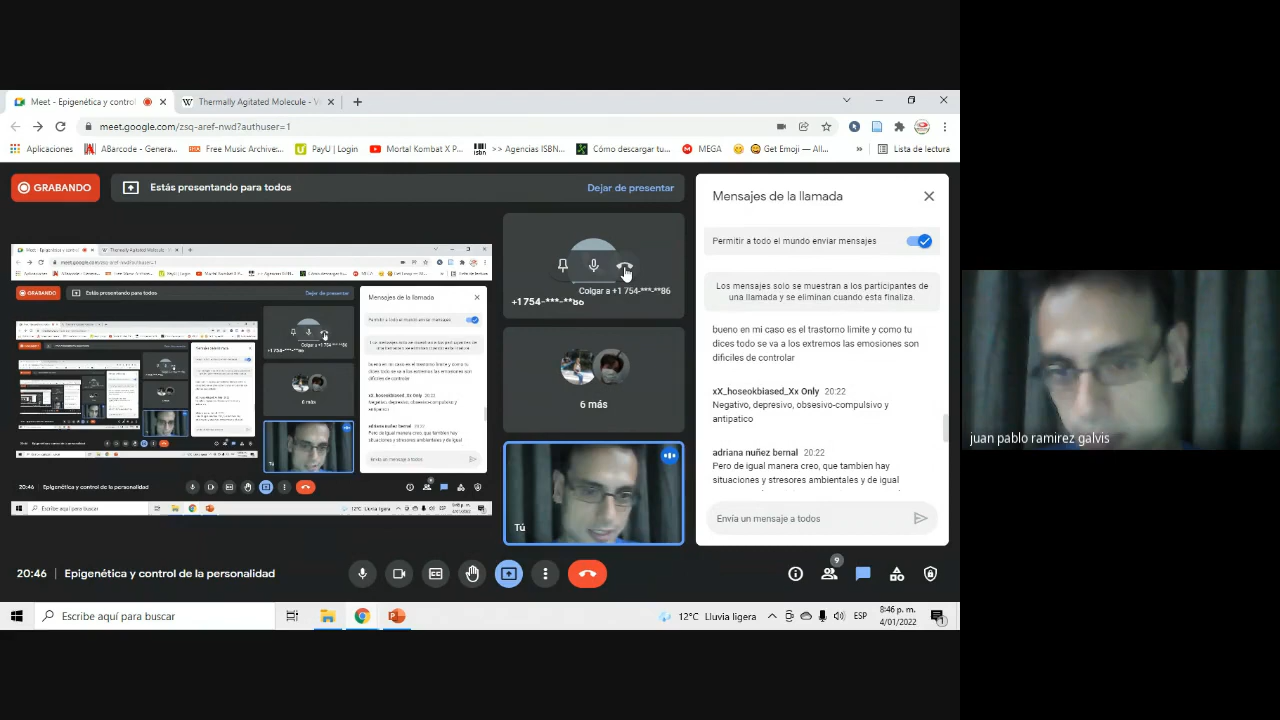 Meet - Epigenética y control
Thermally Agitated Molecule - V
meet.google.com/zsq-aref-nwd?authuser=1
Aplicaciones
ABarcode - Genera...
Free Music Archive...
PayU | Login
Mortal Kombat X P...
>> Agencias ISBN...
Cómo descargar tu...
MEGA
Get Emoji — All...
»
Lista de lectura
GRABANDO
Estás presentando para todos
Dejar de presentar
Mensajes de la llamada
Permitir a todo el mundo enviar mensajes
Los mensajes solo se muestran a los participantes de
una llamada y se eliminan cuando esta finaliza.
Si era en mi caso es el trastorno limite y como tu
dices todo se va a los extremos las emociones son
dificiles de controlar
xX_hoseokbiased_Xx Only 20:22
Negativo, depresivo, obsesivo-compulsivo y
antipatico
adriana nuñez bernal 20:22
Pero de igual manera creo, que tambien hay
situaciones y stresores ambientales y de igual
Envía un mensaje a todos
Colgar a +1 754-***-**86
+1 754-***-**86
6 más
Tú
juan pablo ramirez galvis
20:46 | Epigenética y control de la personalidad
9
Escribe aquí para buscar
12°C Lluvia ligera
ESP
8:46 p. m.
4/01/2022
1